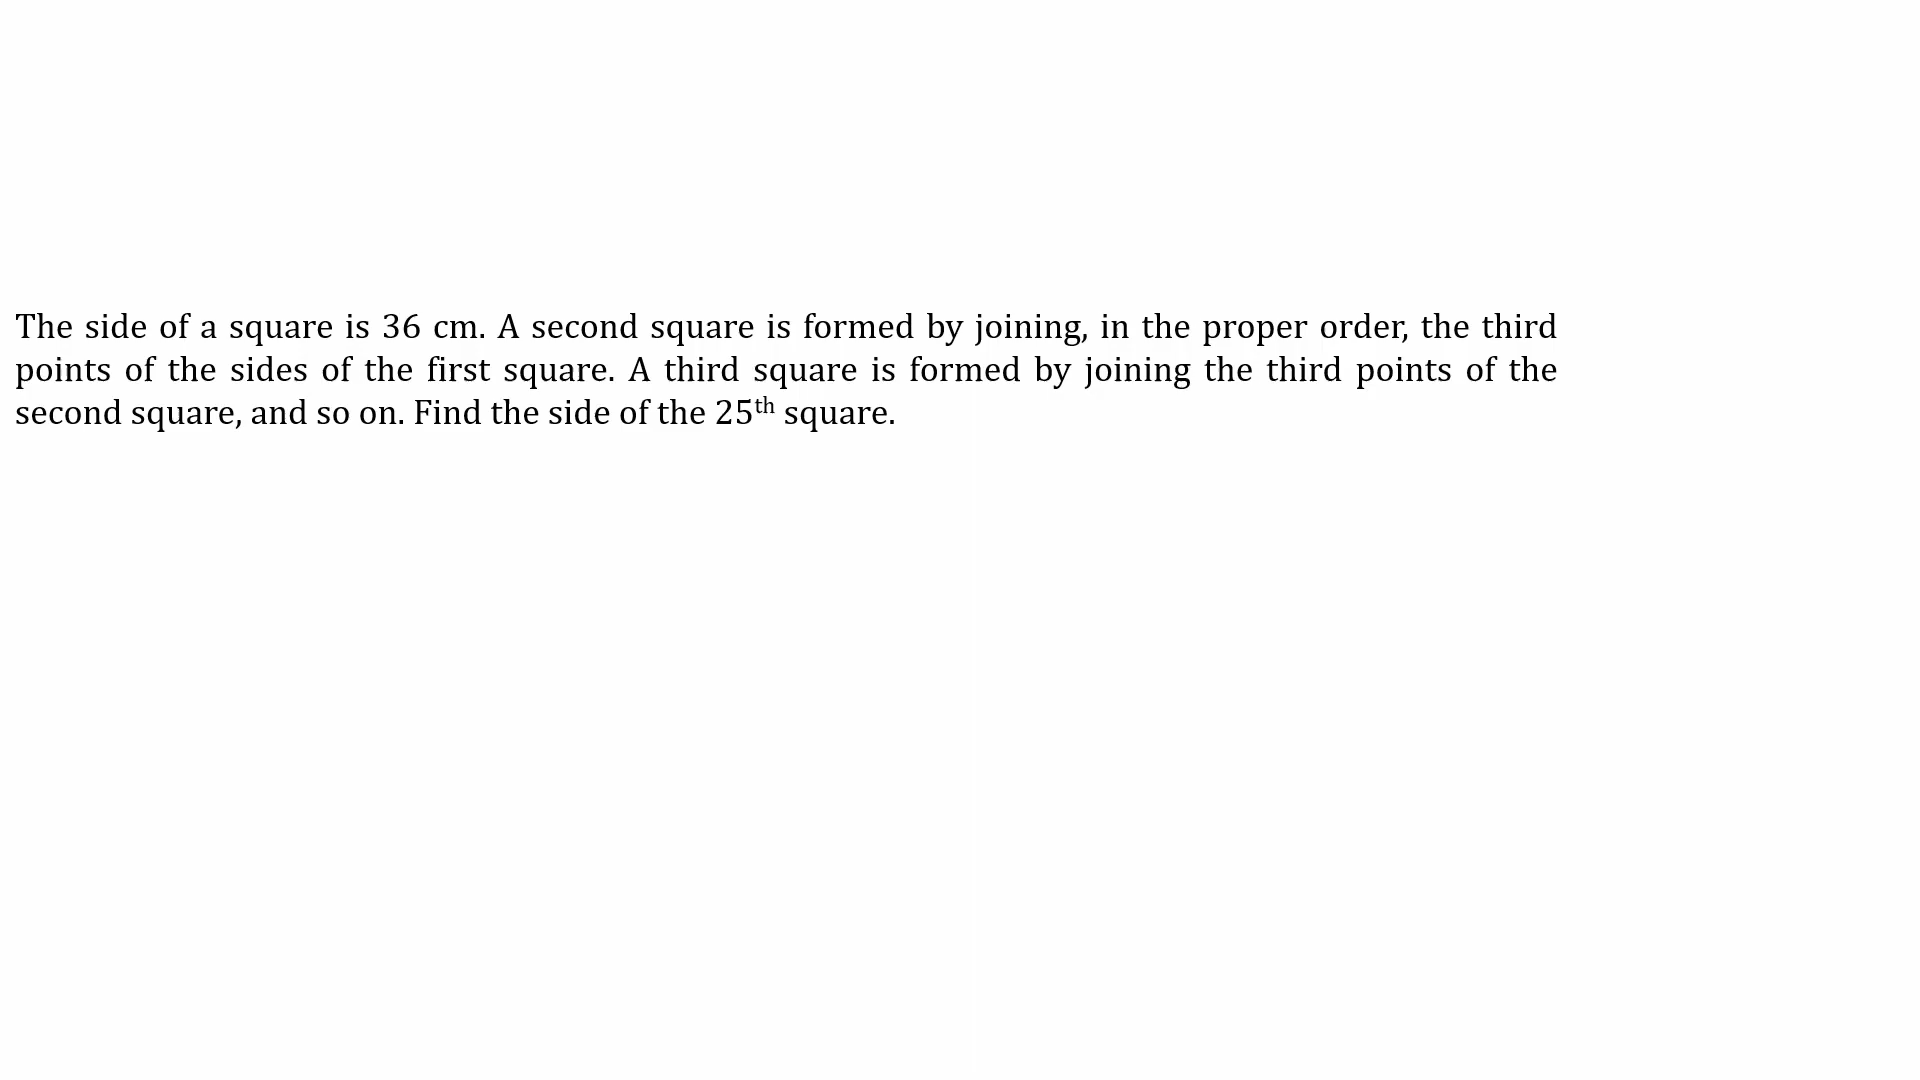 The side of a square is 36 cm. A second square is formed by joining, in the proper order, the third
points of the sides of the first square. A third square is formed by joining the third points of the
second square, and so on. Find the side of the 25th square.